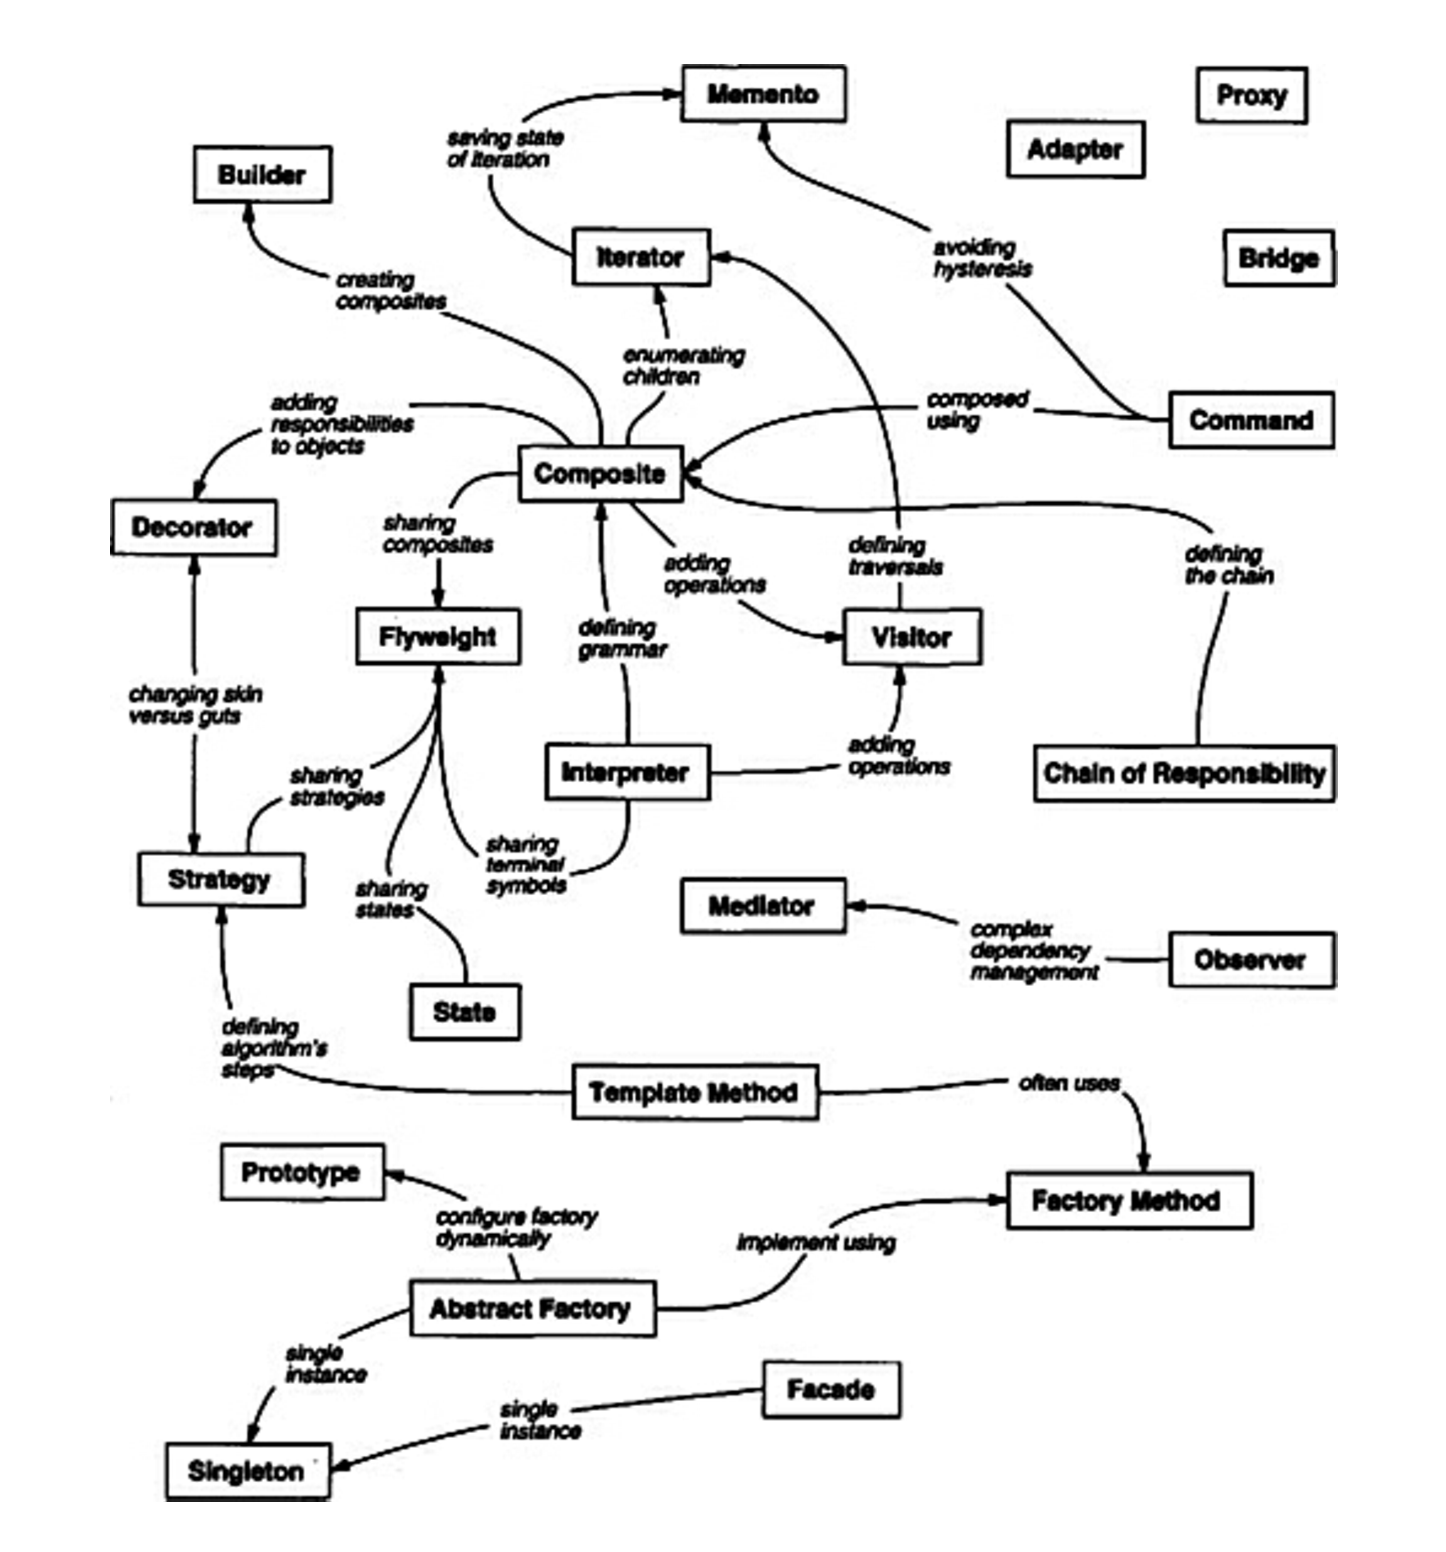 Memento
Proxy
Adapter
saving state
of iteration
Builder
Iterator
avoiding
hysteresis
Bridge
creating
composites
enumerating
children
adding
responsibilities
to objects
composed
using
Command
Composite
Decorator
sharing
composites
adding
operations
defining
traversals
defining
the chain
Flyweight
defining
grammar
Visitor
changing skin
versus guts
sharing
strategies
Interpreter
adding
operations
Chain of Responsibility
sharing
terminal
symbols
Strategy
sharing
states
Mediator
complex
dependency
management
Observer
State
defining
algorithm's
steps
Template Method
often uses
Prototype
Factory Method
configure factory
dynamically
implement using
Abstract Factory
single
instance
Facade
single
instance
Singleton